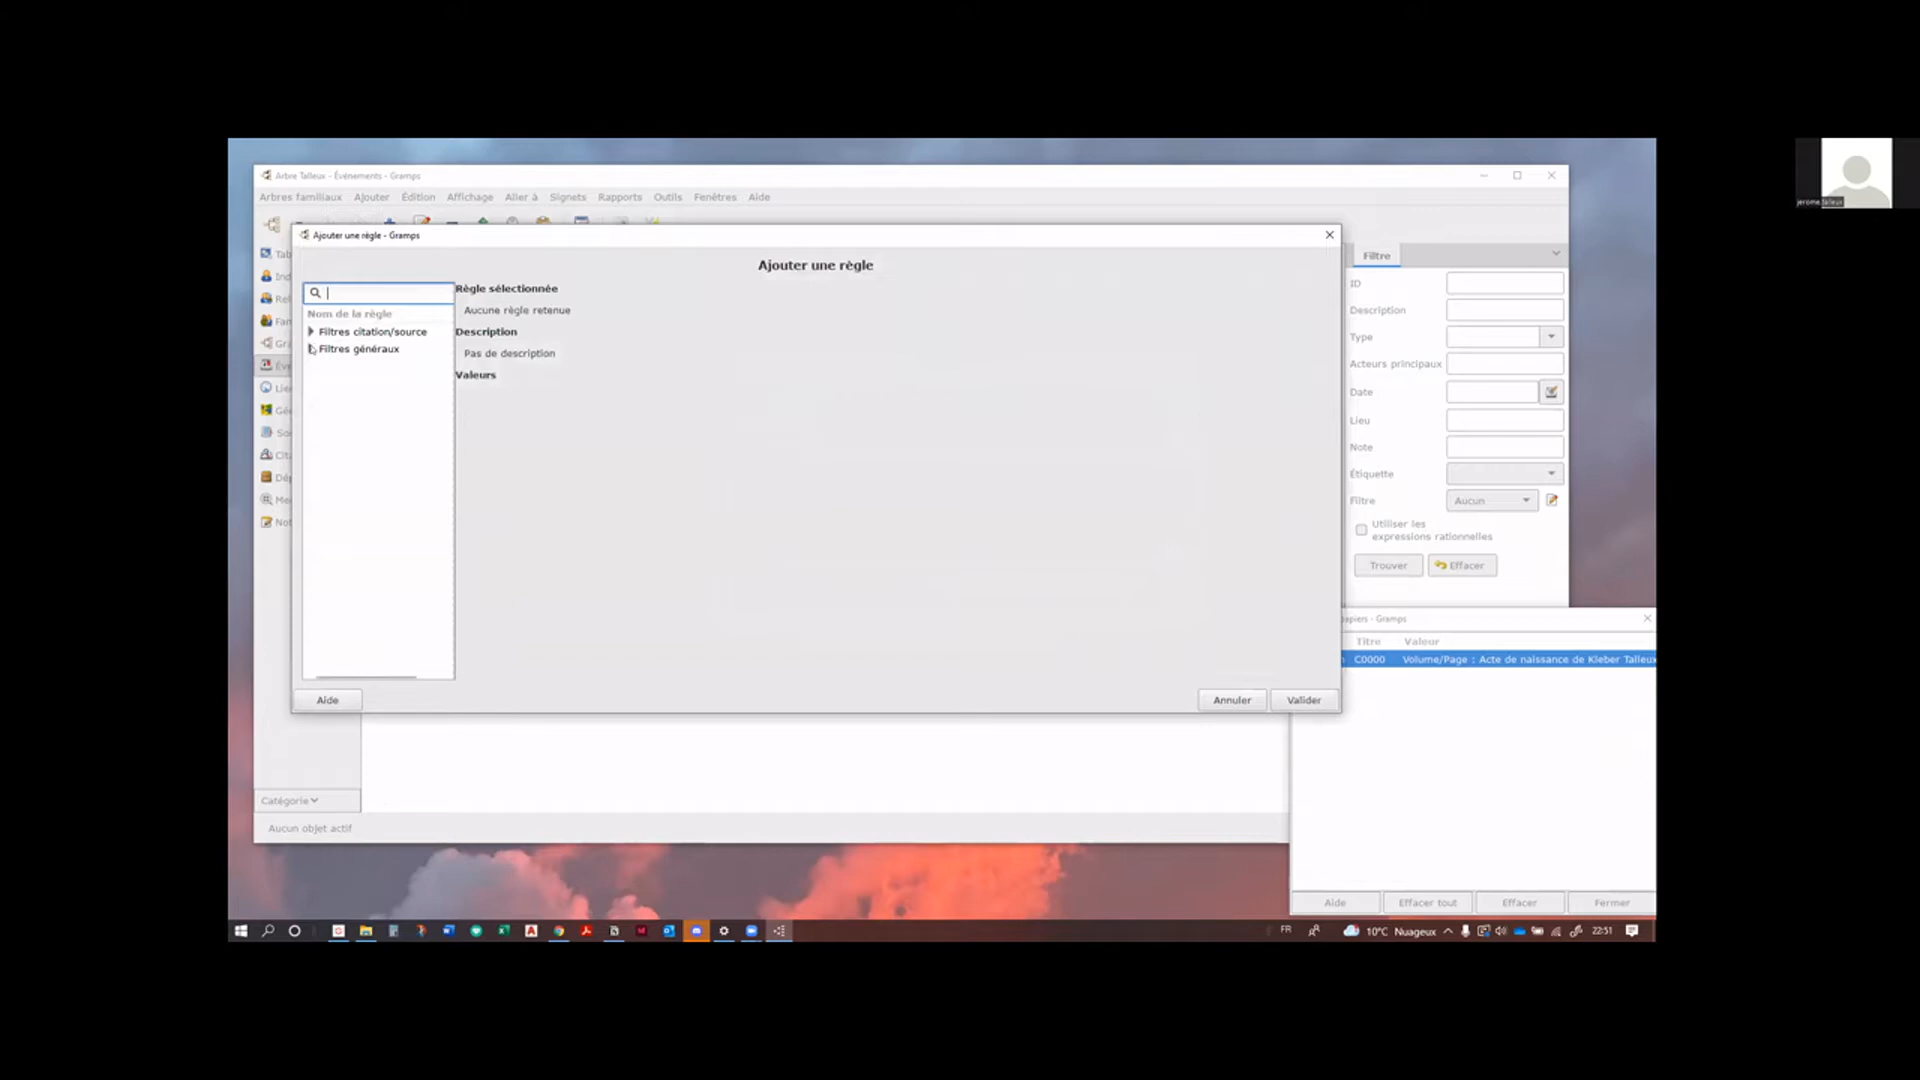 Arbre Talleux - Événements - Gramps
Arbres familiaux Ajouter Édition Affichage Aller à Signets Rapports Outils Fenêtres Aide
Ajouter une règle - Gramps
Ajouter une règle
Nom de la règle
Filtres citation/source
Filtres généraux
Règle sélectionnée
Aucune règle retenue
Description
Pas de description
Valeurs
Aide
Annuler
Valider
Filtre
ID
Description
Type
Acteurs principaux
Date
Lieu
Note
Étiquette
Filtre Aucun
Utiliser les
expressions rationnelles
Trouver Effacer
apiers - Gramps
Titre Valeur
C0000 Volume/Page : Acte de naissance de Kleber Talleux
Catégorie
Aucun objet actif
Aide Effacer tout Effacer Fermer
FR 10°C Nuageux 22:51
jerome talleux